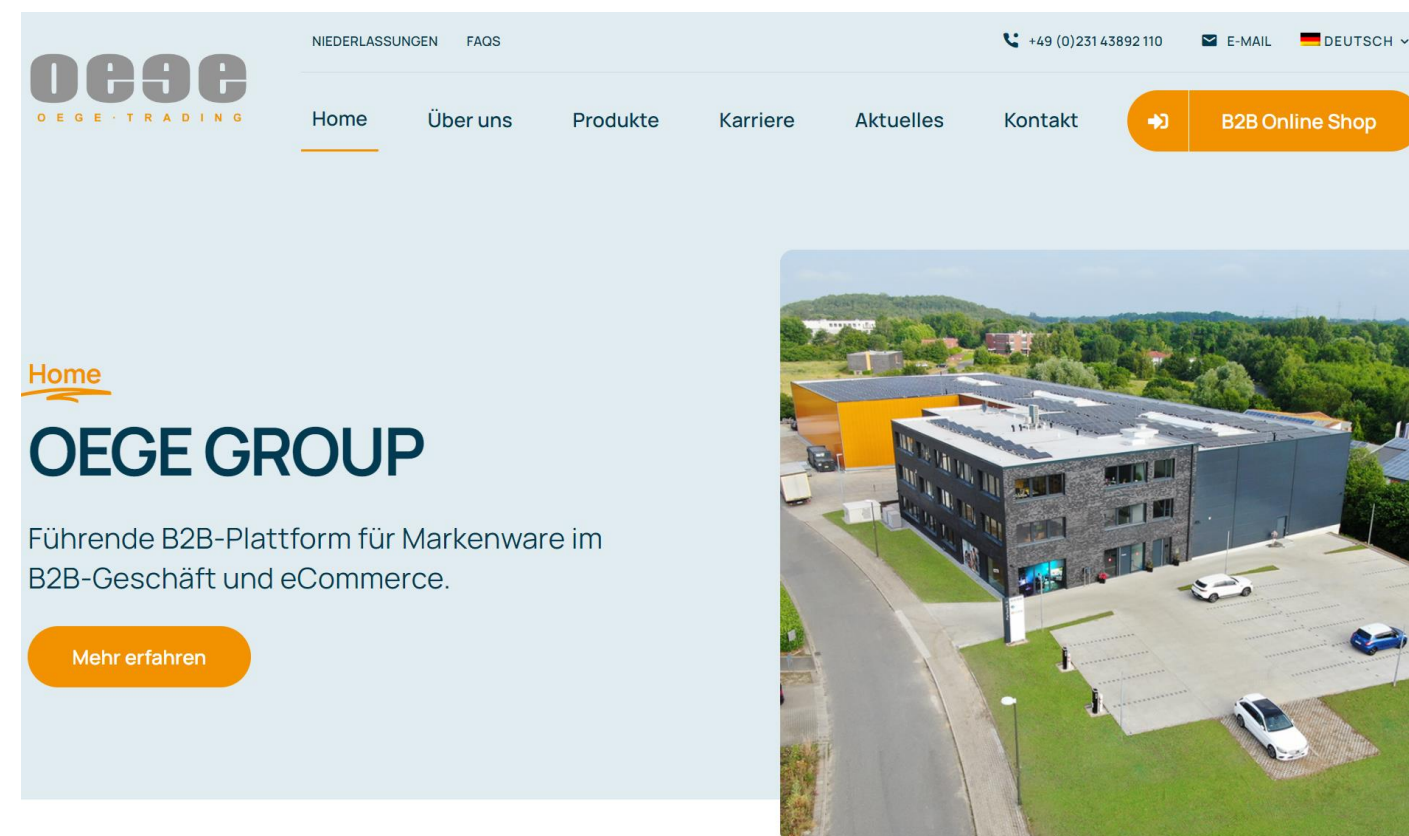 oege
OEGE·TRADING
NIEDERLASSUNGEN FAQS
+49 (0)231 43892 110 E-MAIL DEUTSCH
Home Über uns Produkte Karriere Aktuelles Kontakt B2B Online Shop
Home
OEGE GROUP
Führende B2B-Plattform für Markenware im
B2B-Geschäft und eCommerce.
Mehr erfahren